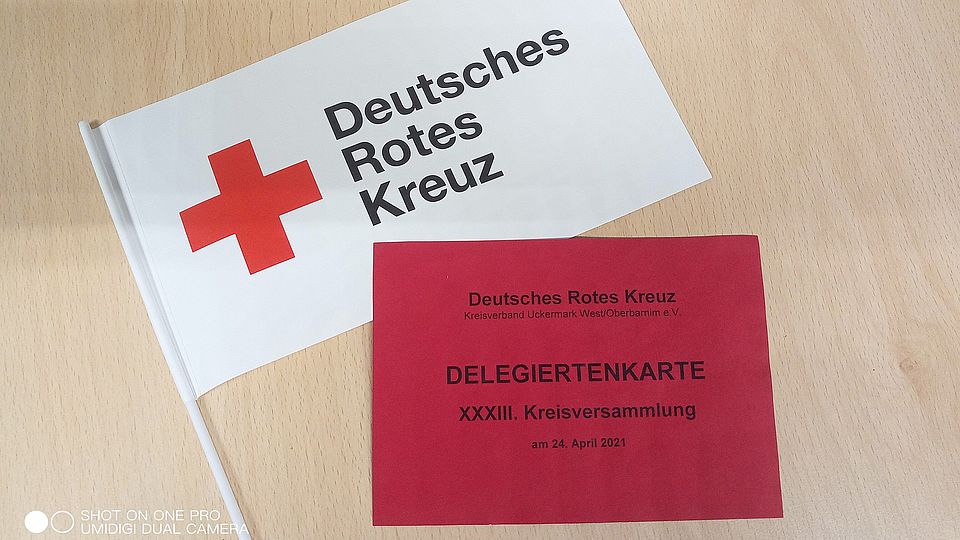 Deutsches
Rotes
Kreuz
Deutsches Rotes Kreuz
Kreisverband Uckermark West/Oberbarnim e.V.
DELEGIERTENKARTE
XXXIII. Kreisversammlung
am 24. April 2021
SHOT ON ONE PRO
UMIDIGI DUAL CAMERA